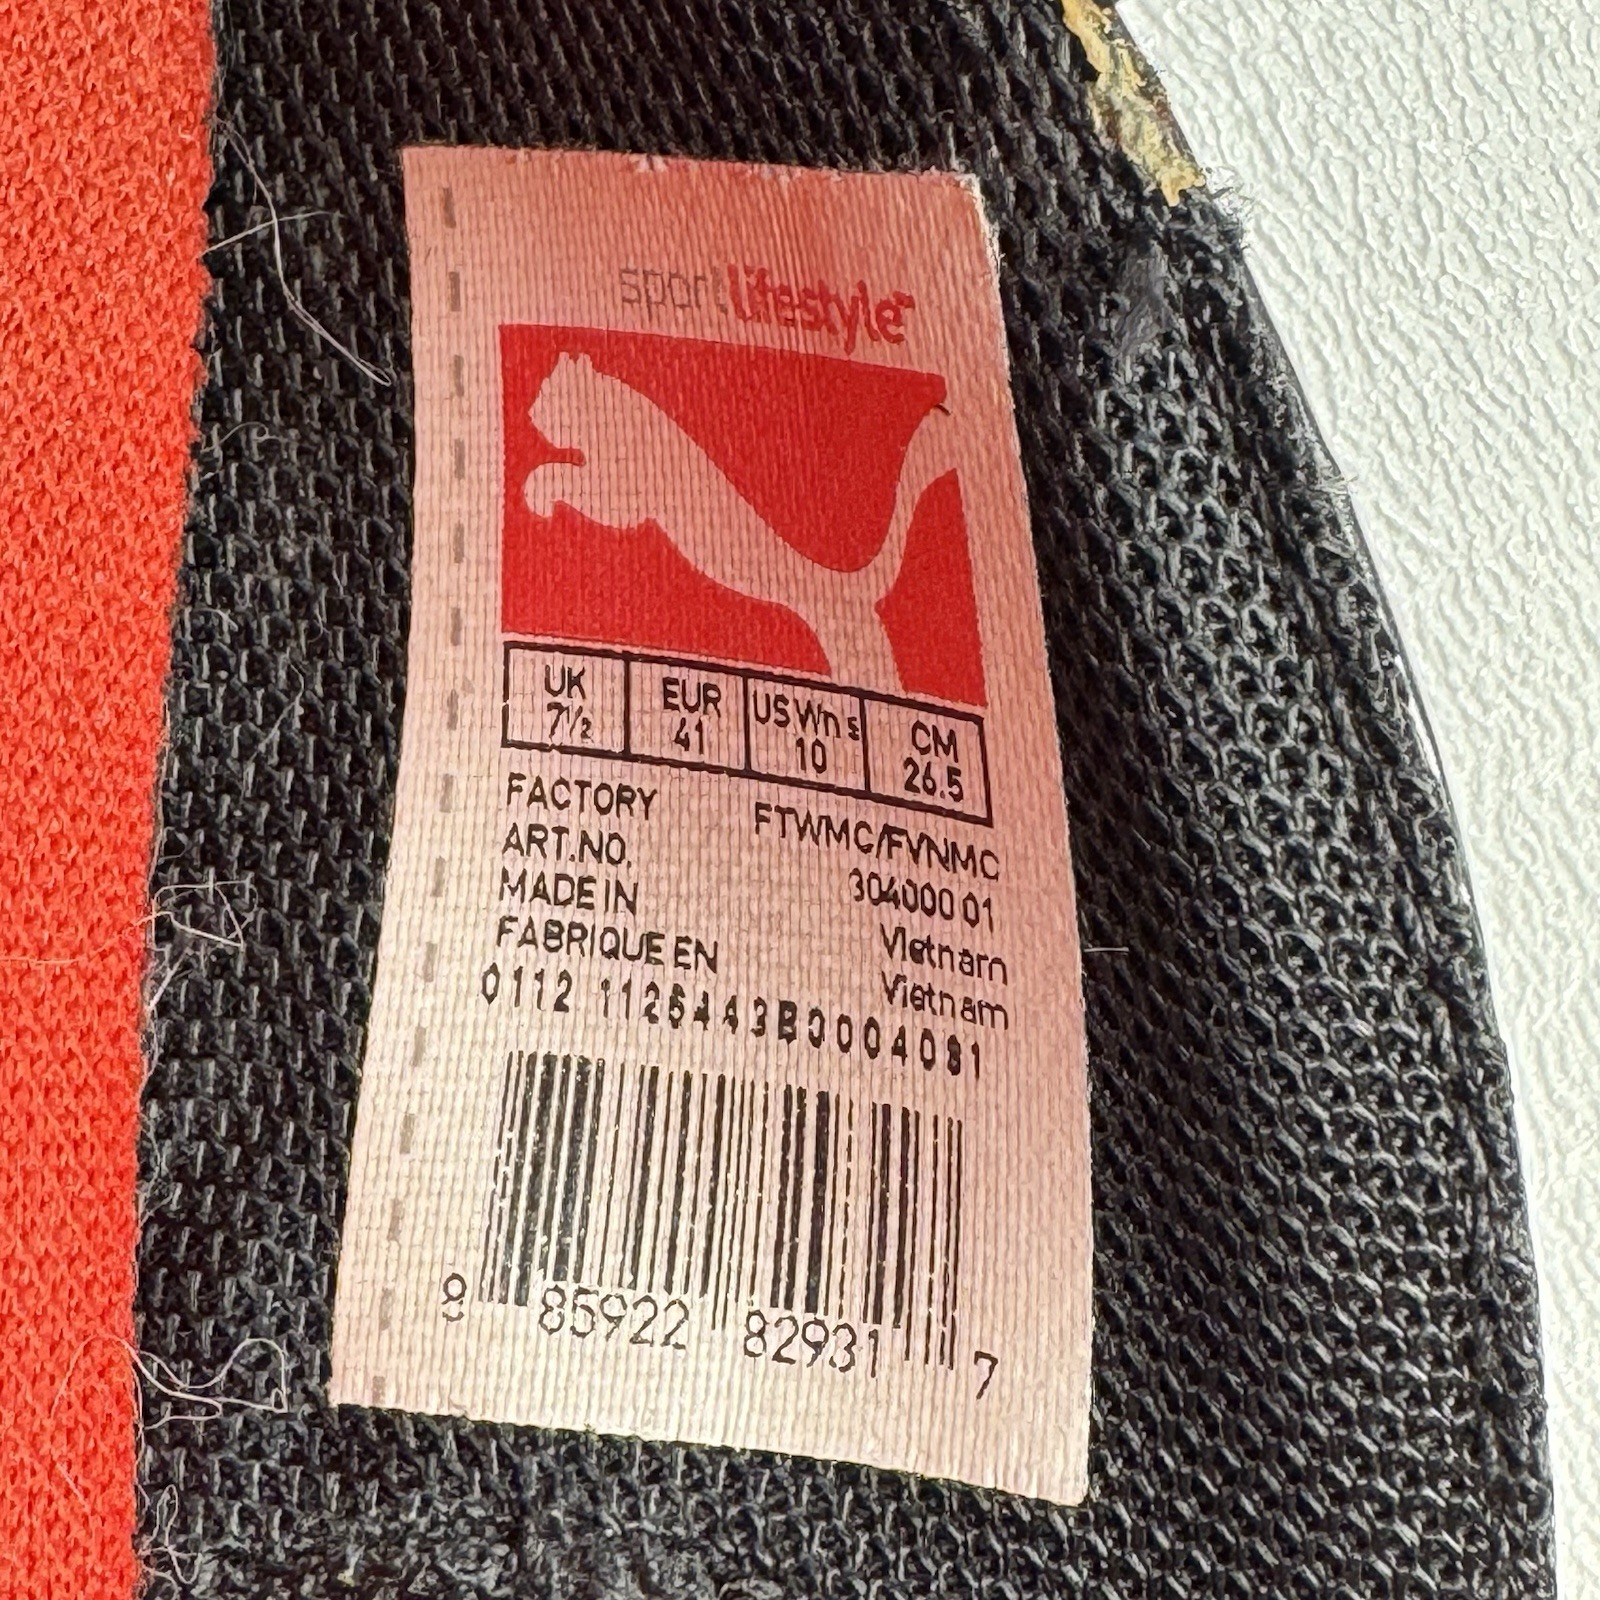 sportlifestyle
UK EUR US Wns CM
7½ 41 10 26.5
FACTORY FTWMC/FVNMC
ART.NO. 304000 01
MADE IN Vietnam
FABRIQUE EN Vietnam
0112
8 85922 82931 7